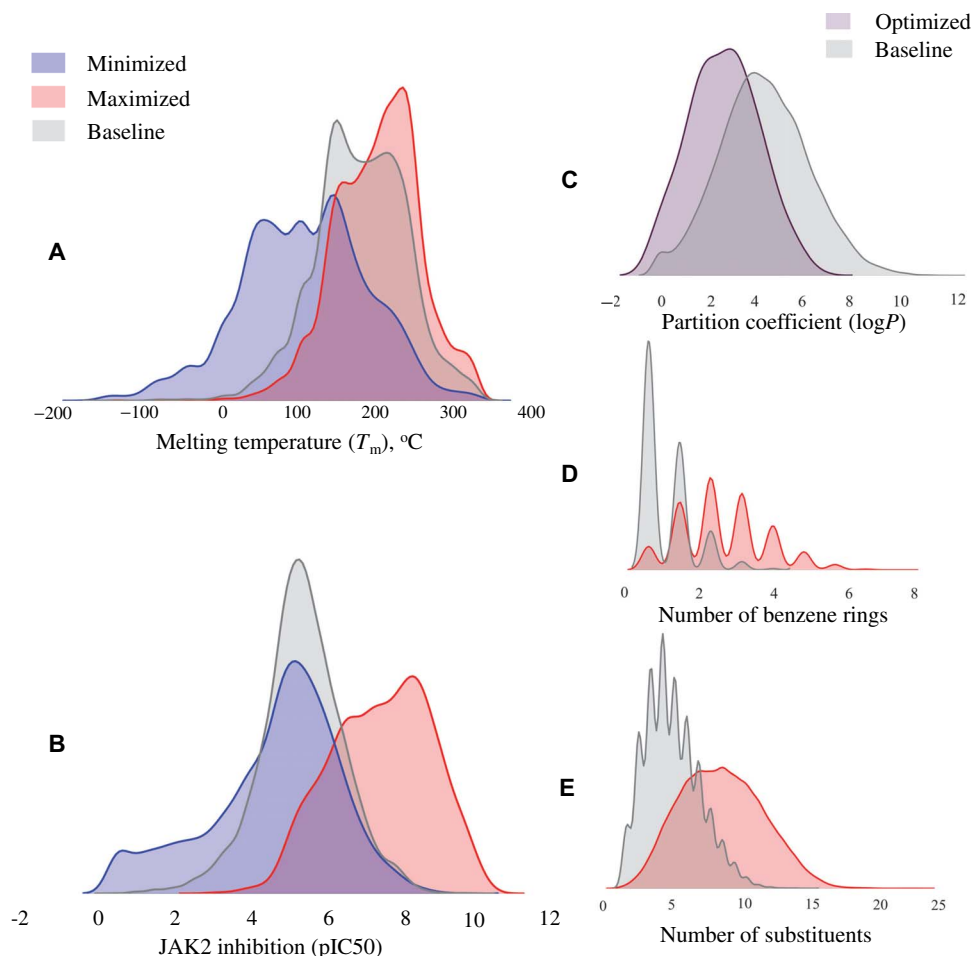 Minimized
Maximized
Baseline
A
−200 −100 0 100 200 300 400
Melting temperature (Tm), °C
B
-2 0 2 4 6 8 10 12
JAK2 inhibition (pIC50)
Optimized
Baseline
C
−2 0 2 4 6 8 10 12
Partition coefficient (logP)
D
0 2 4 6 8
Number of benzene rings
E
0 5 10 15 20 25
Number of substituents